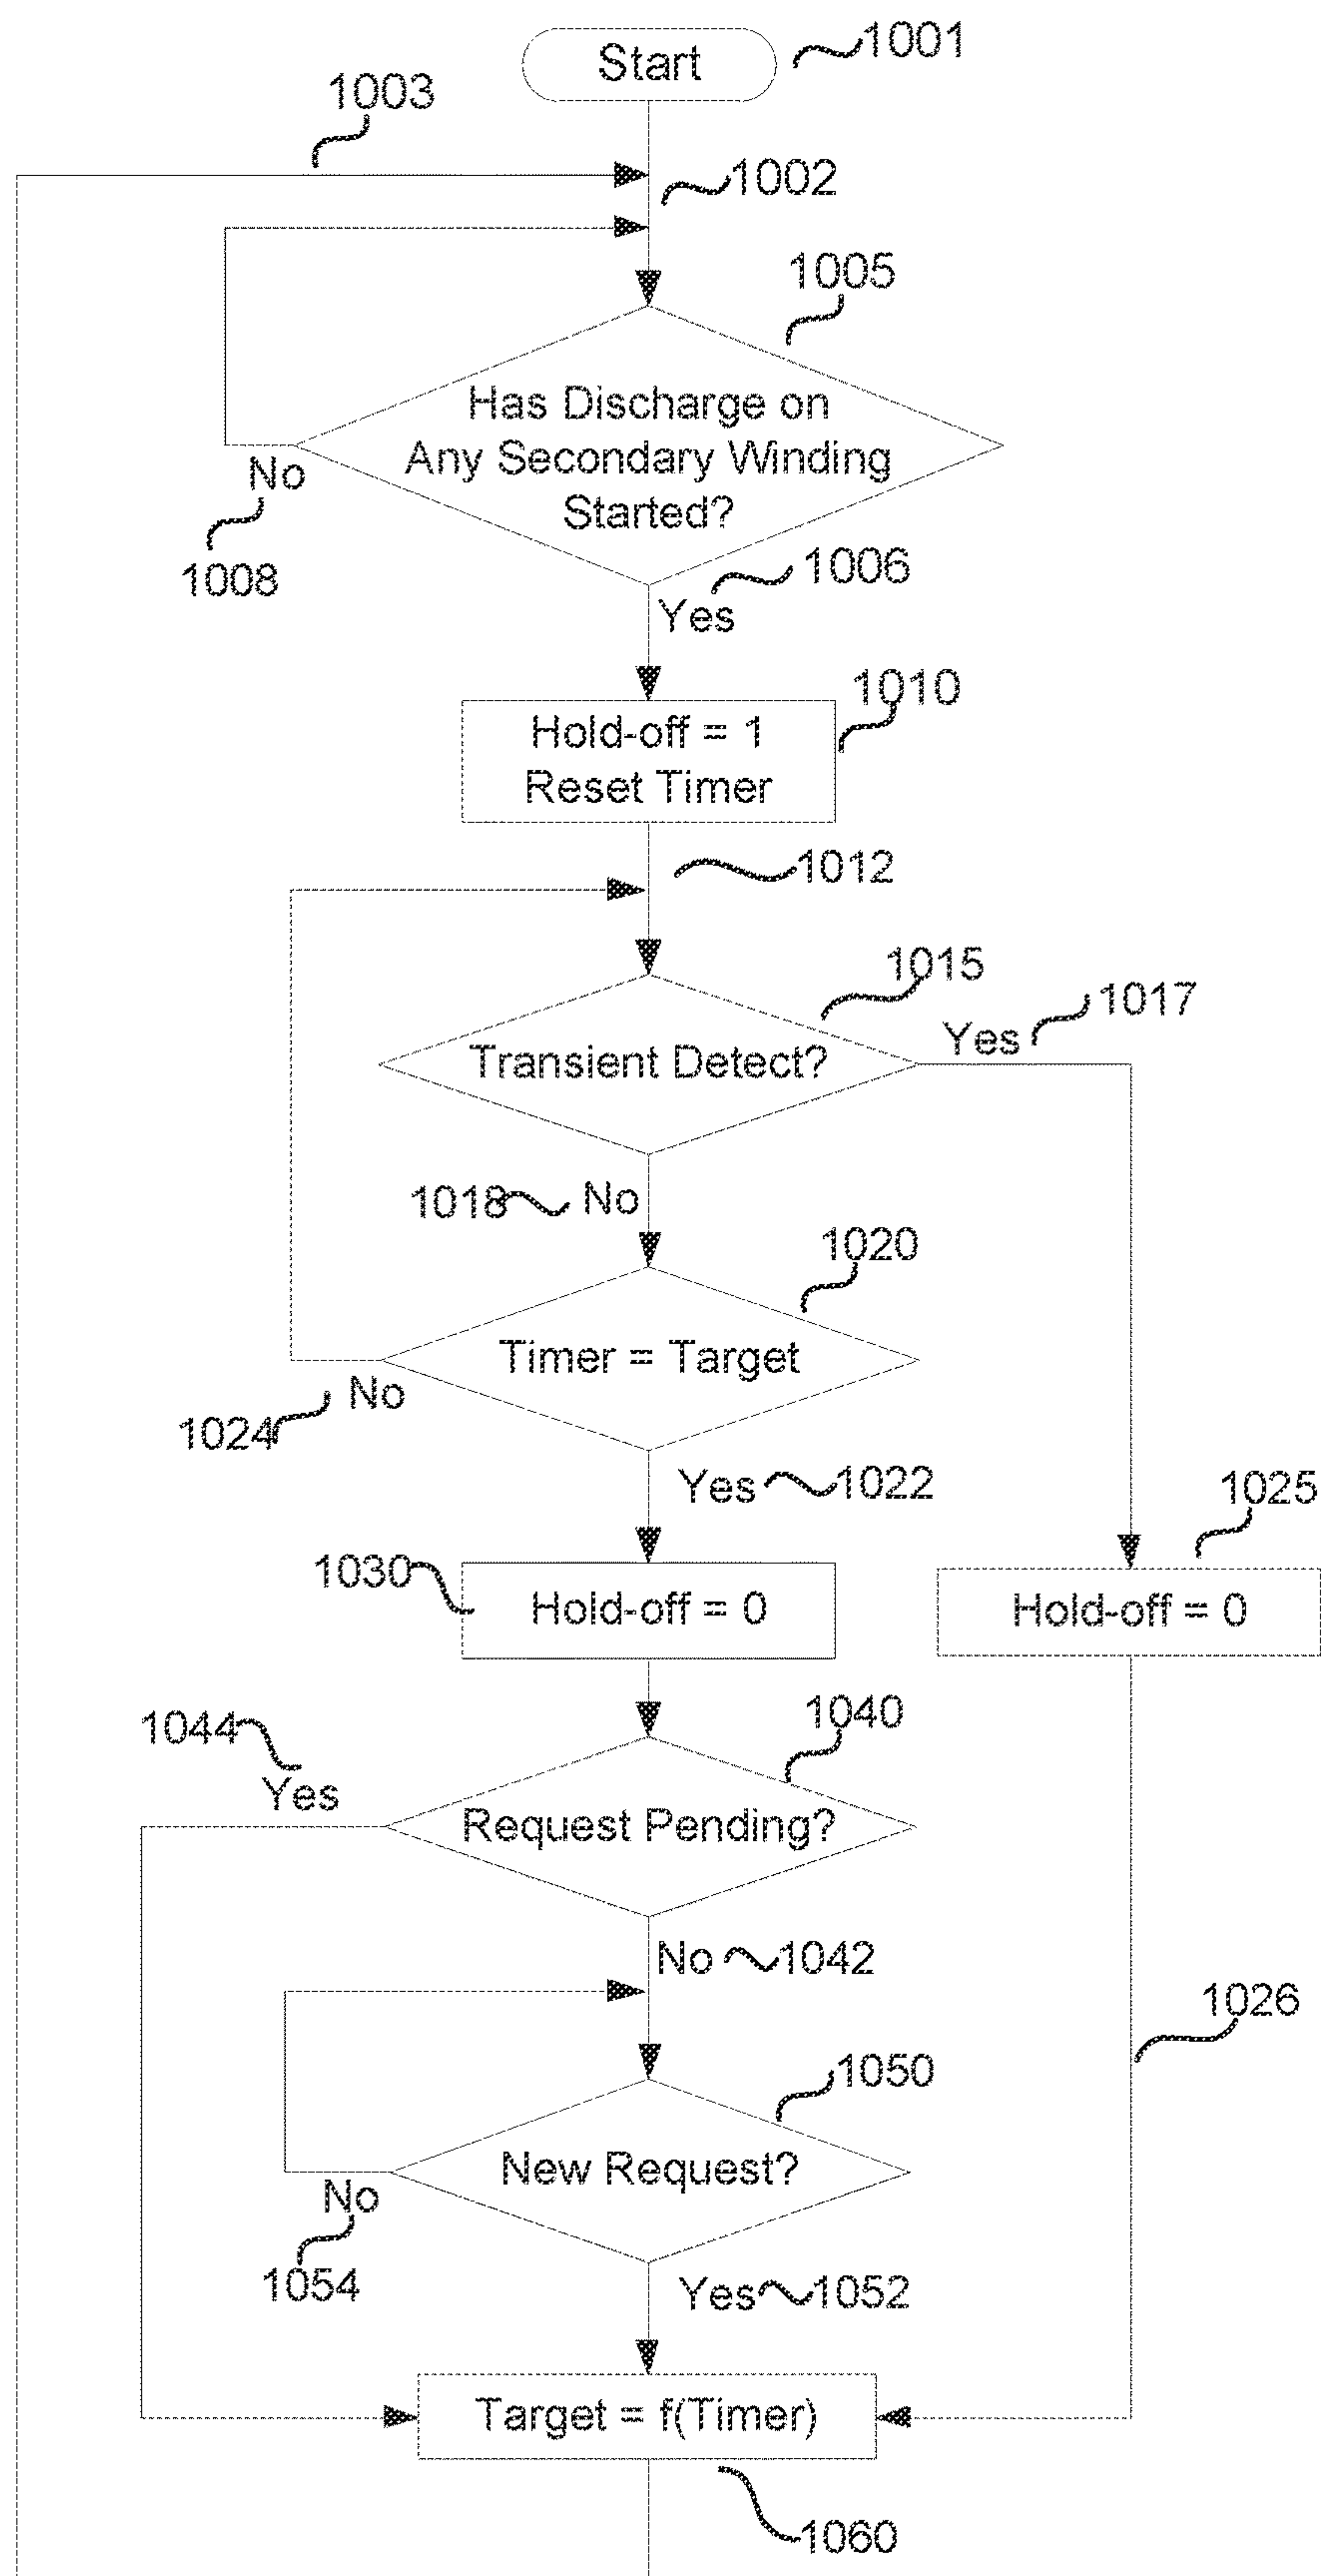 Start
1001
1003
1002
1005
Has Discharge on
Any Secondary Winding
Started?
No
1008
1006
Yes
1010
Hold-off = 1
Reset Timer
1012
1015
1017
Yes
Transient Detect?
1018
No
1020
Timer = Target
No
1024
Yes
1022
1025
1030
Hold-off = 0
Hold-off = 0
1040
1044
Yes
Request Pending?
No
1042
1026
1050
New Request?
No
1054
Yes
1052
Target = f(Timer)
1060